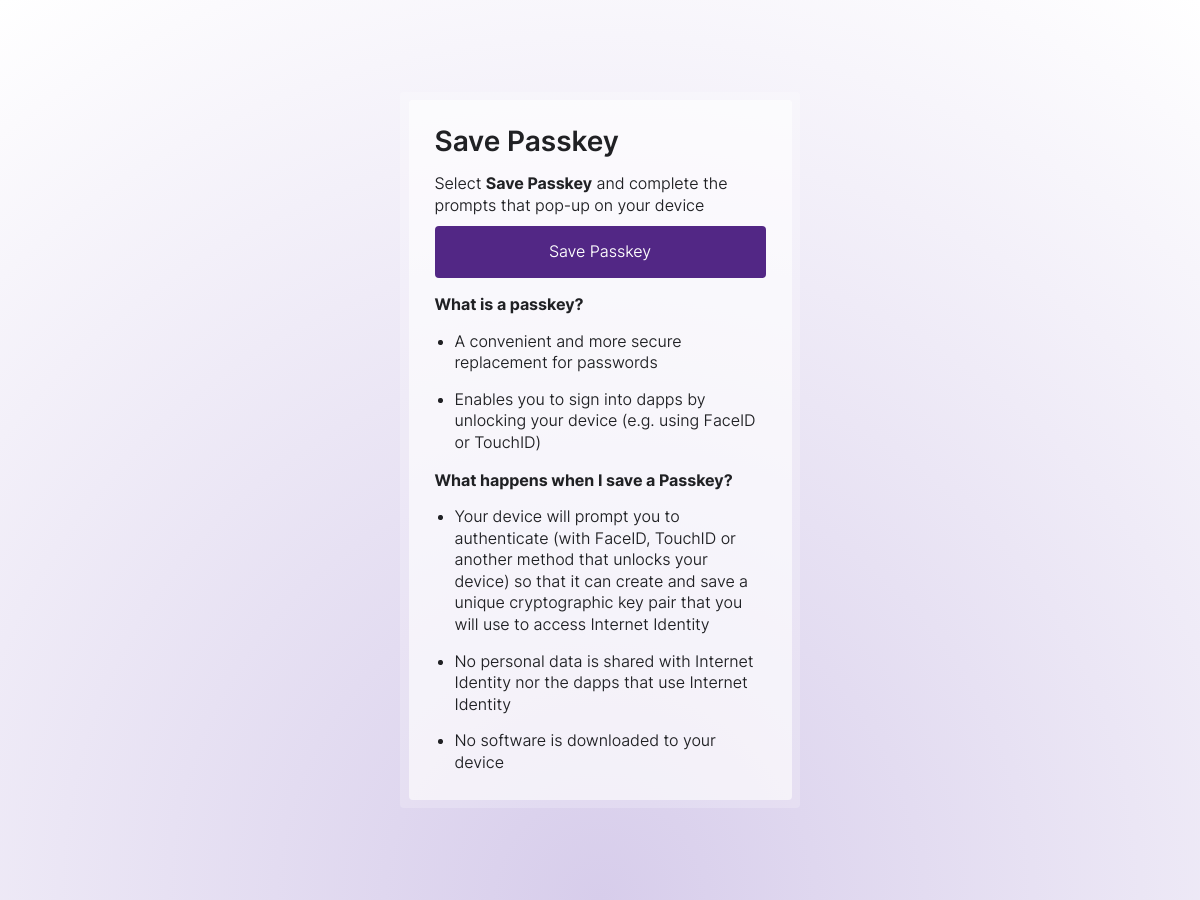 Save Passkey
Select Save Passkey and complete the
prompts that pop-up on your device
Save Passkey
What is a passkey?
• A convenient and more secure
replacement for passwords
• Enables you to sign into dapps by
unlocking your device (e.g. using FaceID
or TouchID)
What happens when I save a Passkey?
• Your device will prompt you to
authenticate (with FaceID, TouchID or
another method that unlocks your
device) so that it can create and save a
unique cryptographic key pair that you
will use to access Internet Identity
• No personal data is shared with Internet
Identity nor the dapps that use Internet
Identity
• No software is downloaded to your
device